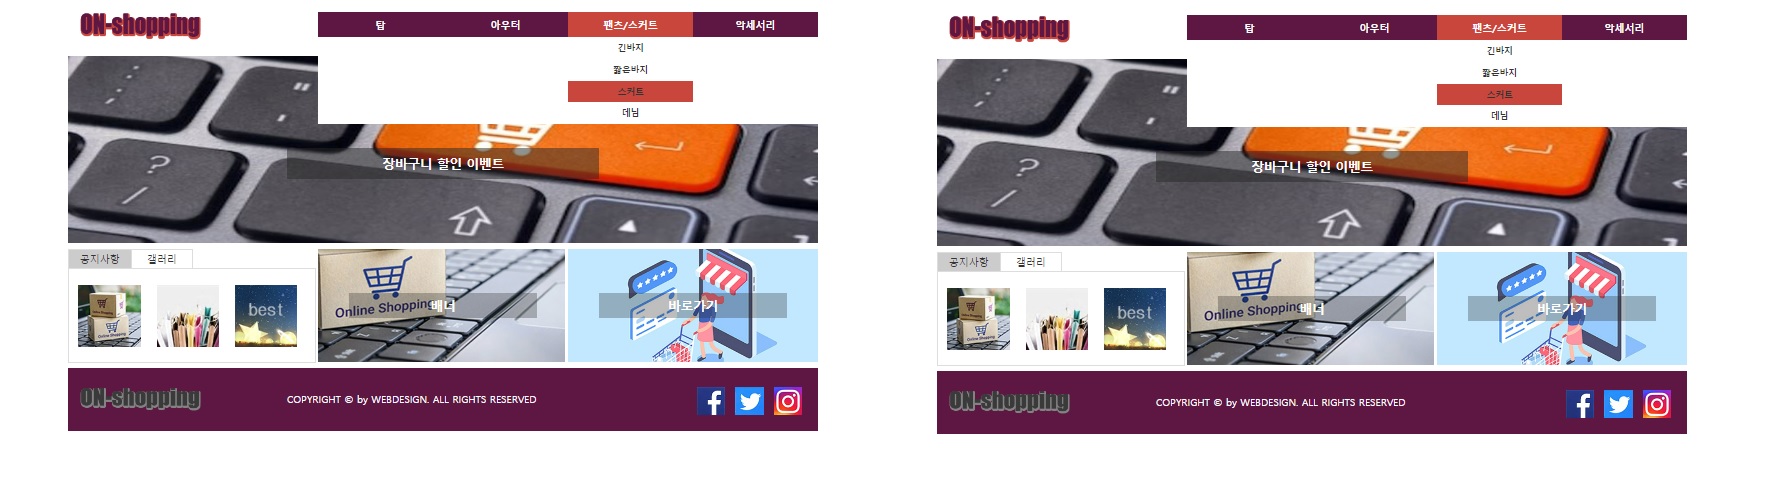 ON-shopping
탑 아우터 팬츠/스커트 악세서리
긴바지
짧은바지
스커트
데님
장바구니 할인 이벤트
공지사항 갤러리
best
Online Shopping
배너
바로가기
ON-shopping
COPYRIGHT © by WEBDESIGN. ALL RIGHTS RESERVED
ON-shopping
탑 아우터 팬츠/스커트 악세서리
긴바지
짧은바지
스커트
데님
장바구니 할인 이벤트
공지사항 갤러리
best
Online Shopping
배너
바로가기
ON-shopping
COPYRIGHT © by WEBDESIGN. ALL RIGHTS RESERVED